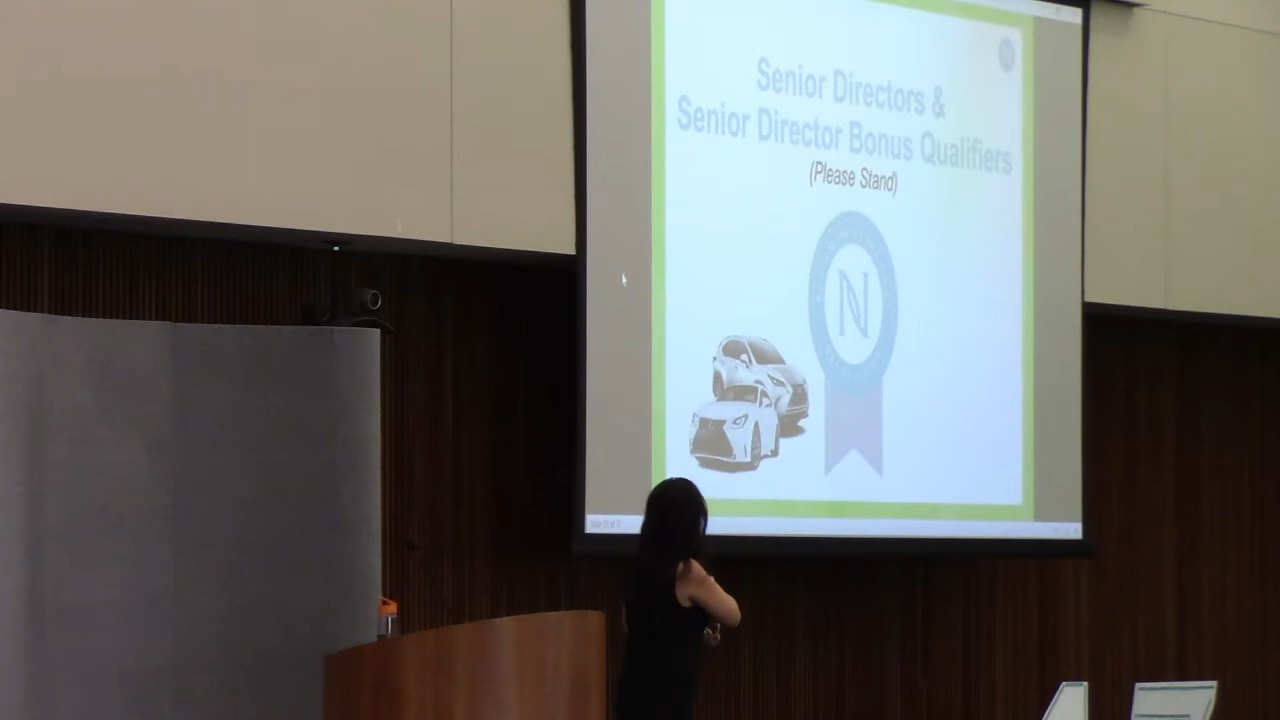 Senior Directors &
Senior Director Bonus Qualifiers
(Please Stand)
N